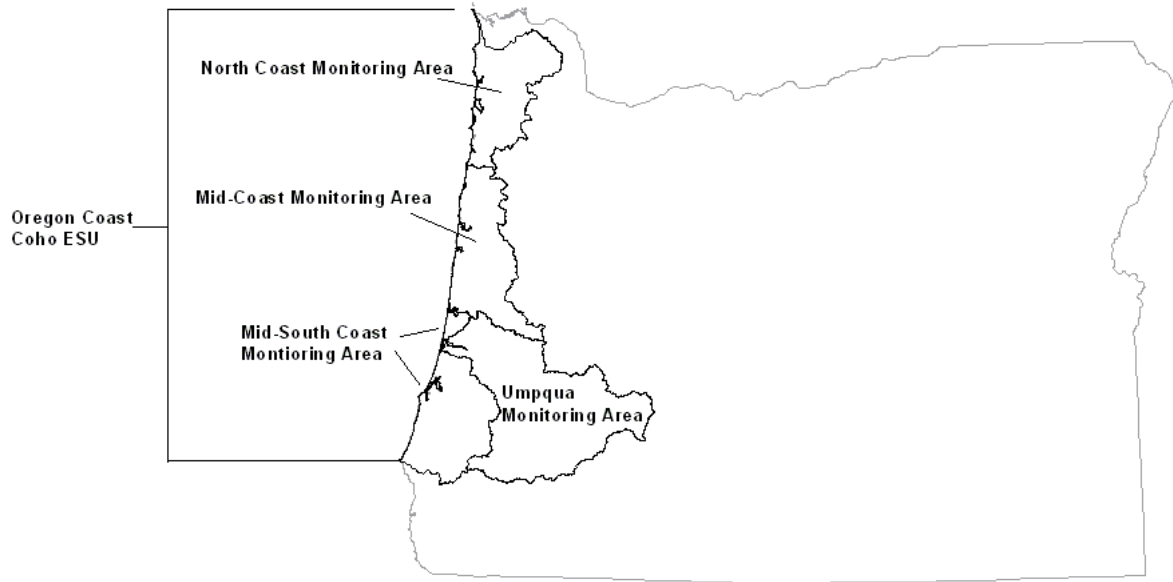 North Coast Monitoring Area
Mid-Coast Monitoring Area
Oregon Coast
Coho ESU
Mid-South Coast
Montioring Area
Umpqua
Monitoring Area